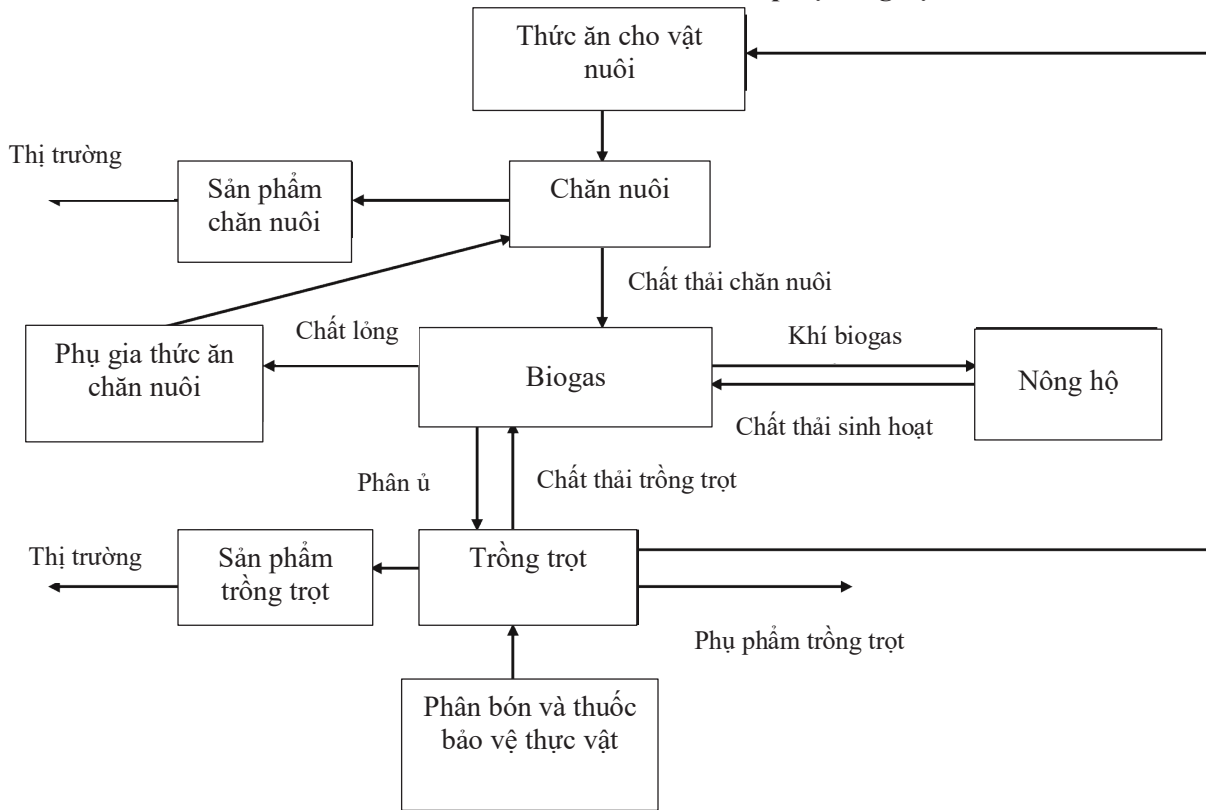 Thức ăn cho vật
nuôi
Thị trường
Sản phẩm
chăn nuôi
Chăn nuôi
Chất thải chăn nuôi
Phụ gia thức ăn
chăn nuôi
Chất lỏng
Biogas
Khí biogas
Nông hộ
Chất thải sinh hoạt
Phân ủ
Chất thải trồng trọt
Thị trường
Sản phẩm
trồng trọt
Trồng trọt
Phụ phẩm trồng trọt
Phân bón và thuốc
bảo vệ thực vật